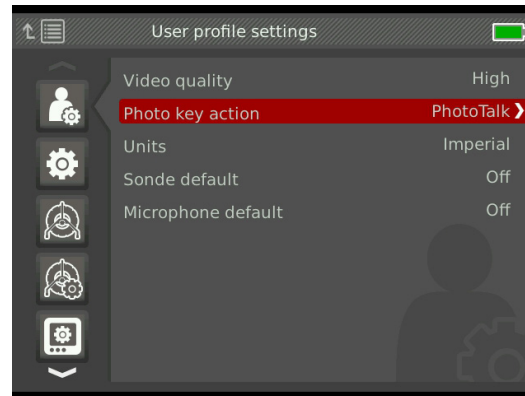 User profile settings
Video quality High
Photo key action PhotoTalk
Units Imperial
Sonde default Off
Microphone default Off